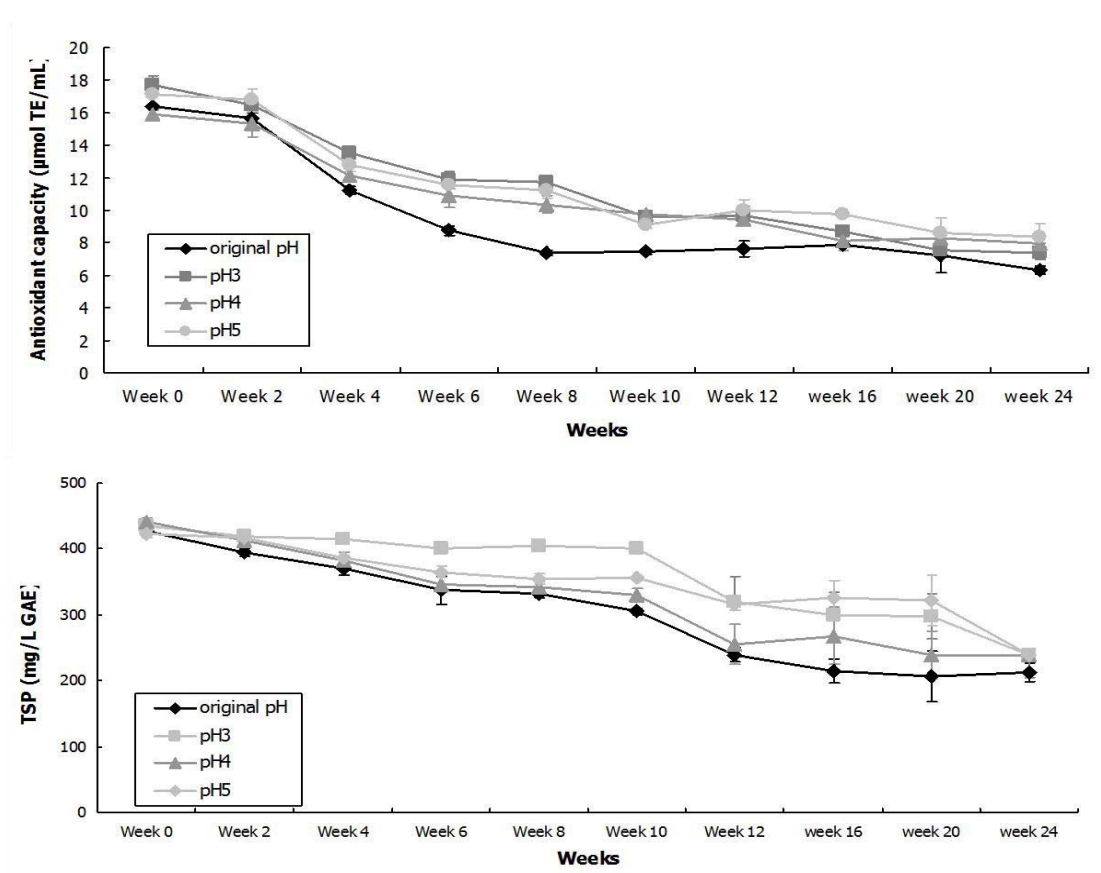 Antioxidant capacity (µmol TE/mL)
20
18
16
14
12
10
8
6
4
2
0
original pH
pH3
pH4
pH5
Week 0 Week 2 Week 4 Week 6 Week 8 Week 10 Week 12 week 16 week 20 week 24
Weeks
TSP (mg/L GAE)
500
400
300
200
100
0
original pH
pH3
pH4
pH5
Week 0 Week 2 Week 4 Week 6 Week 8 Week 10 Week 12 week 16 week 20 week 24
Weeks